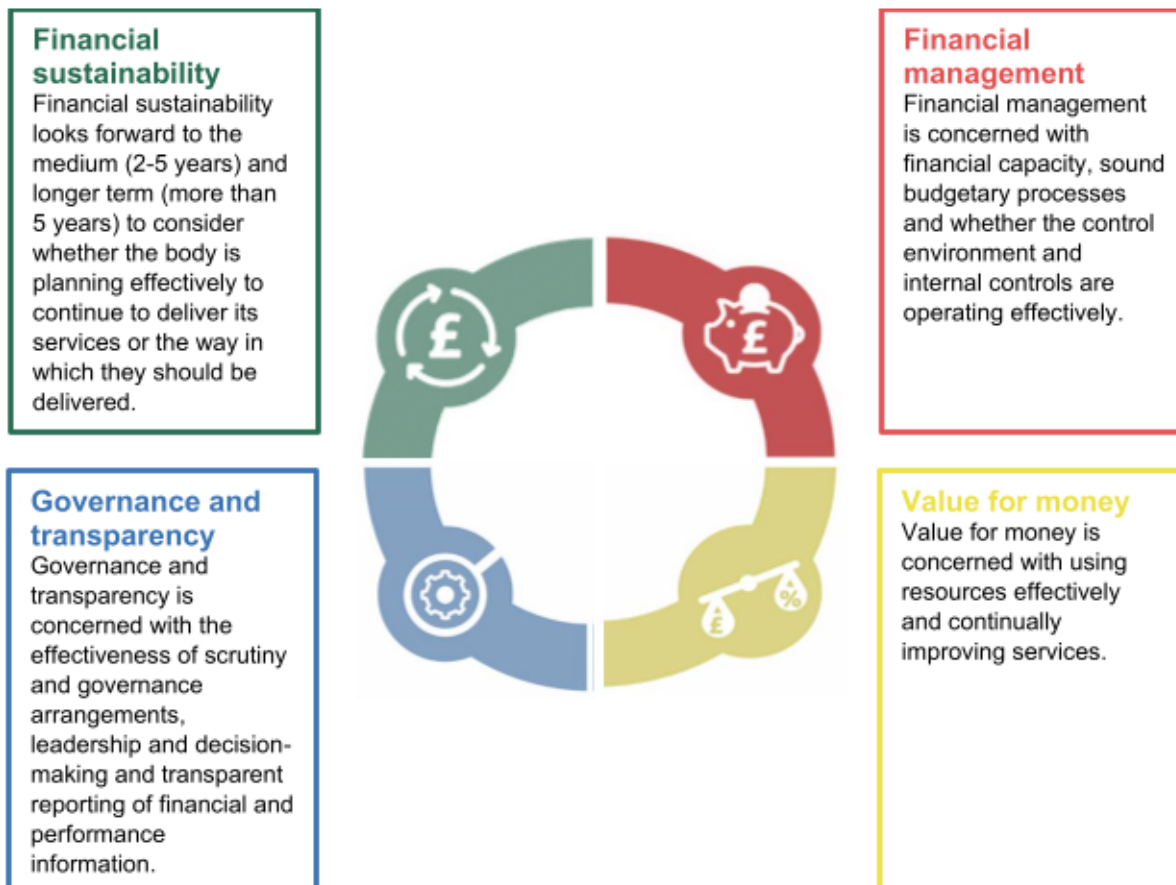 Financial
sustainability
Financial sustainability
looks forward to the
medium (2-5 years) and
longer term (more than
5 years) to consider
whether the body is
planning effectively to
continue to deliver its
services or the way in
which they should be
delivered.
Financial
management
Financial management
is concerned with
financial capacity, sound
budgetary processes
and whether the control
environment and
internal controls are
operating effectively.
£
£
Governance and
transparency
Governance and
transparency is
concerned with the
effectiveness of scrutiny
and governance
arrangements,
leadership and decision-
making and transparent
reporting of financial and
performance
information.
Value for money
Value for money is
concerned with using
resources effectively
and continually
improving services.
£
%